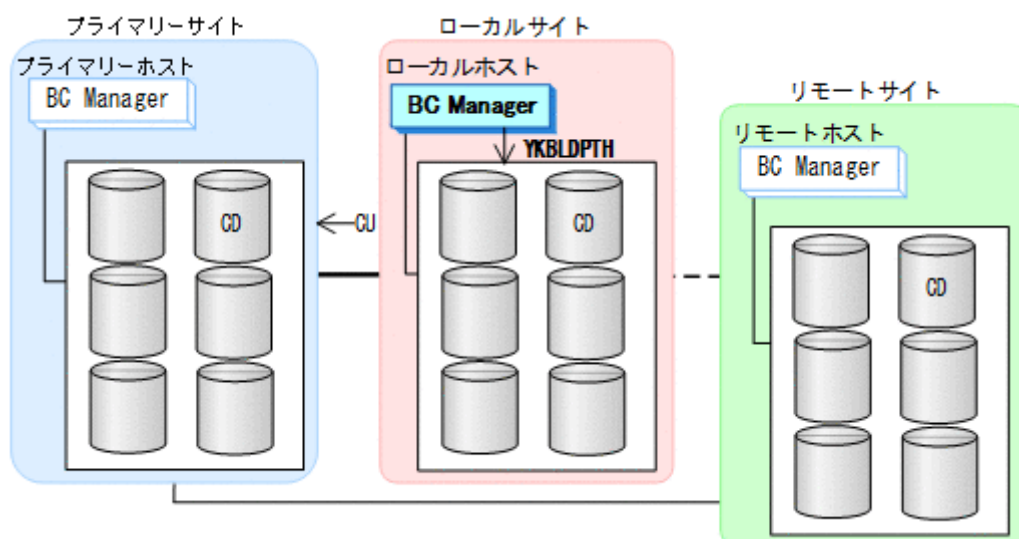 プライマリーサイト
プライマリーホスト
BC Manager
CD
CU
ローカルサイト
ローカルホスト
BC Manager
YKBLDPTH
CD
リモートサイト
リモートホスト
BC Manager
CD